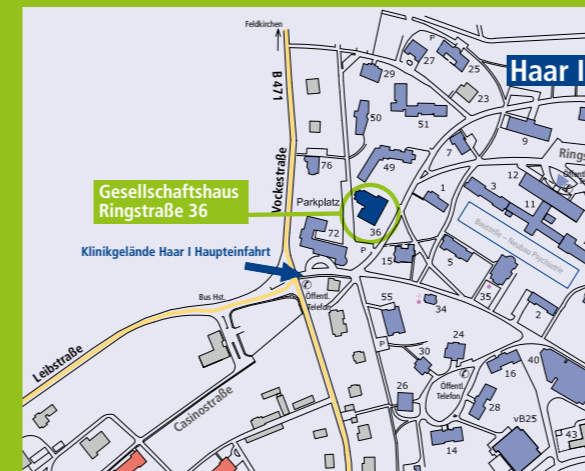 Feldkirchen
B 471
Vockestraße
P
27
25
Haar I
29
23
50
51
9
7
49
76
Rings
Öffentl.
12
Gesellschaftshaus
Ringstraße 36
Parkplatz
1
3
11
36
72
P
Baustelle – Neubau Psychiatrie
Klinikgelände Haar I Haupteinfahrt
15
5
Öffentl.
Telefon
Bus Hst.
55
34
35
2
P
24
30
40
Leibstraße
Öffentl.
Telefon
16
Casinostraße
26
28
vB25
14
43